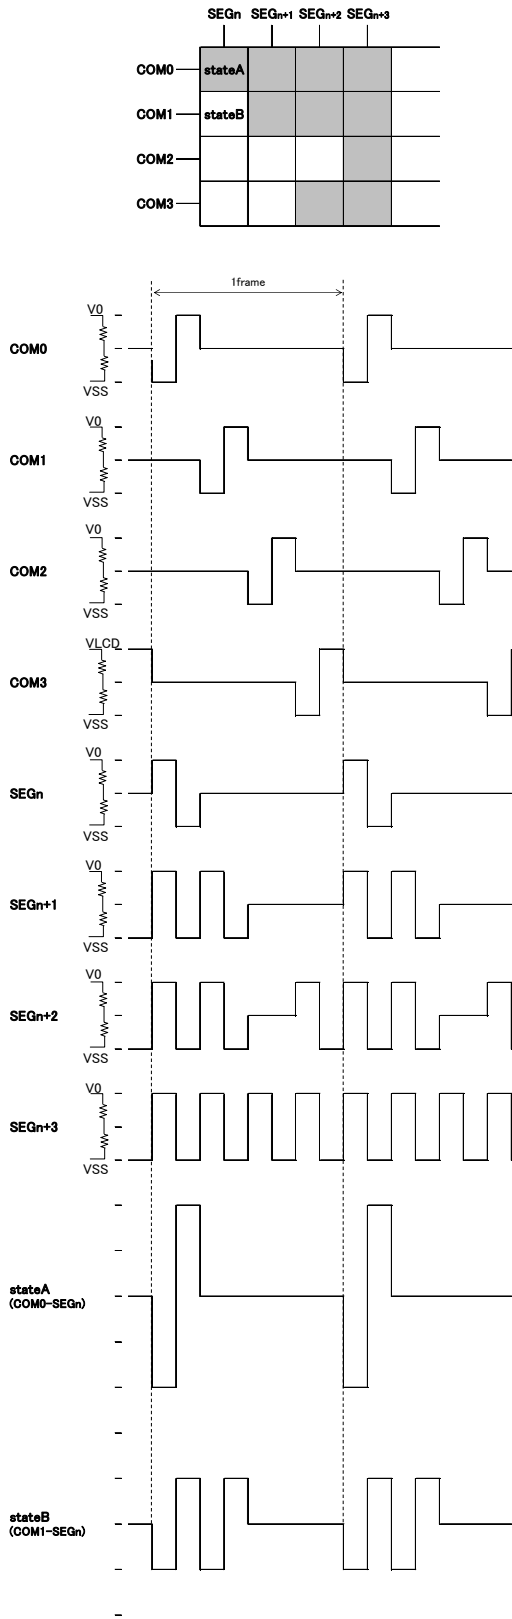 SEGn SEGn+1 SEGn+2 SEGn+3
COM0 stateA
COM1 stateB
COM2
COM3
1frame
V0
COM0
VSS
V0
COM1
VSS
V0
COM2
VSS
VLCD
COM3
VSS
V0
SEGn
VSS
V0
SEGn+1
VSS
V0
SEGn+2
VSS
V0
SEGn+3
VSS
stateA
(COM0-SEGn)
stateB
(COM1-SEGn)